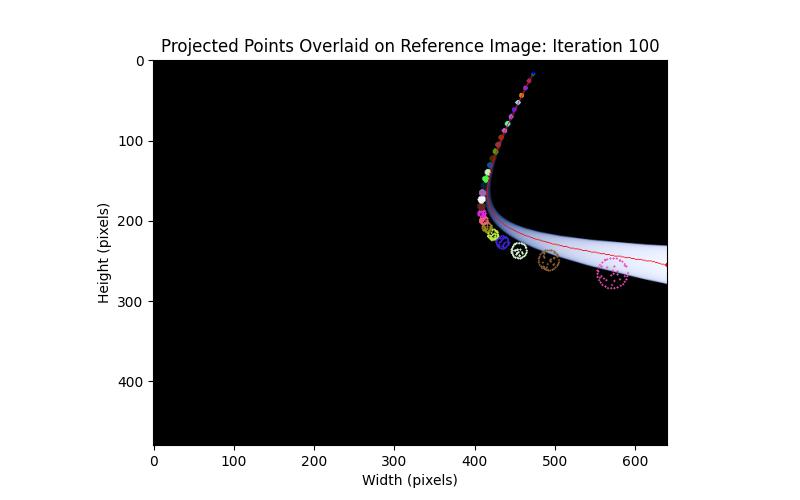 Projected Points Overlaid on Reference Image: Iteration 100
0
100
200
300
400
Height (pixels)
0 100 200 300 400 500 600
Width (pixels)